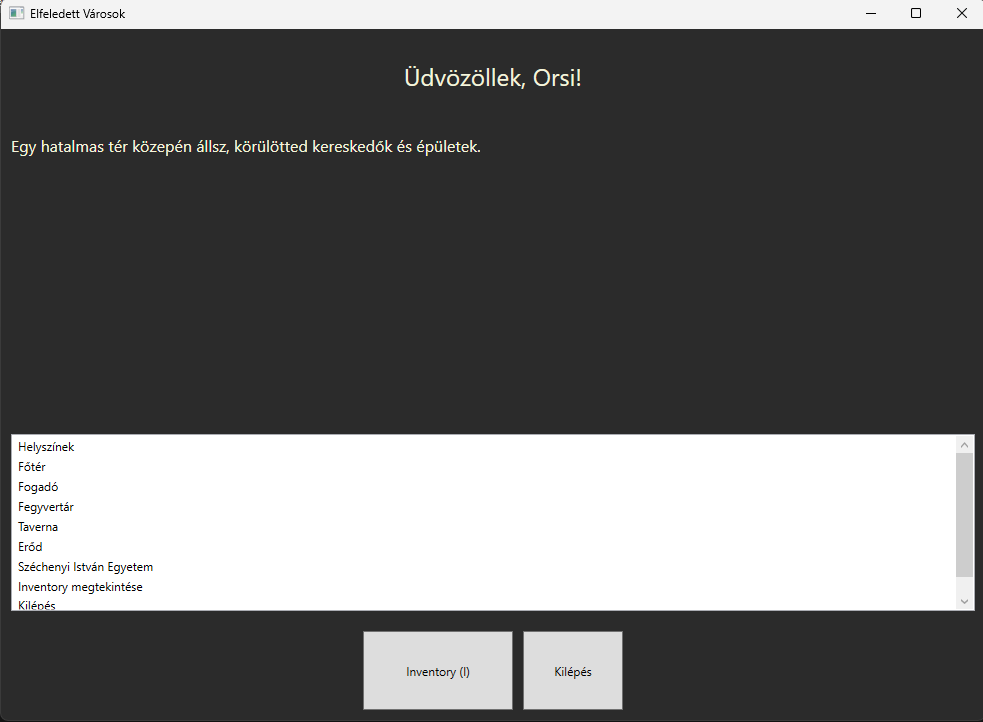 Elfeledett Városok
Üdvözöllek, Orsi!
Egy hatalmas tér közepén állsz, körülötted kereskedők és épületek.
Helyszínek
Főtér
Fogadó
Fegyvertár
Taverna
Erőd
Széchenyi István Egyetem
Inventory megtekintése
Kilépés
Inventory (I)
Kilépés